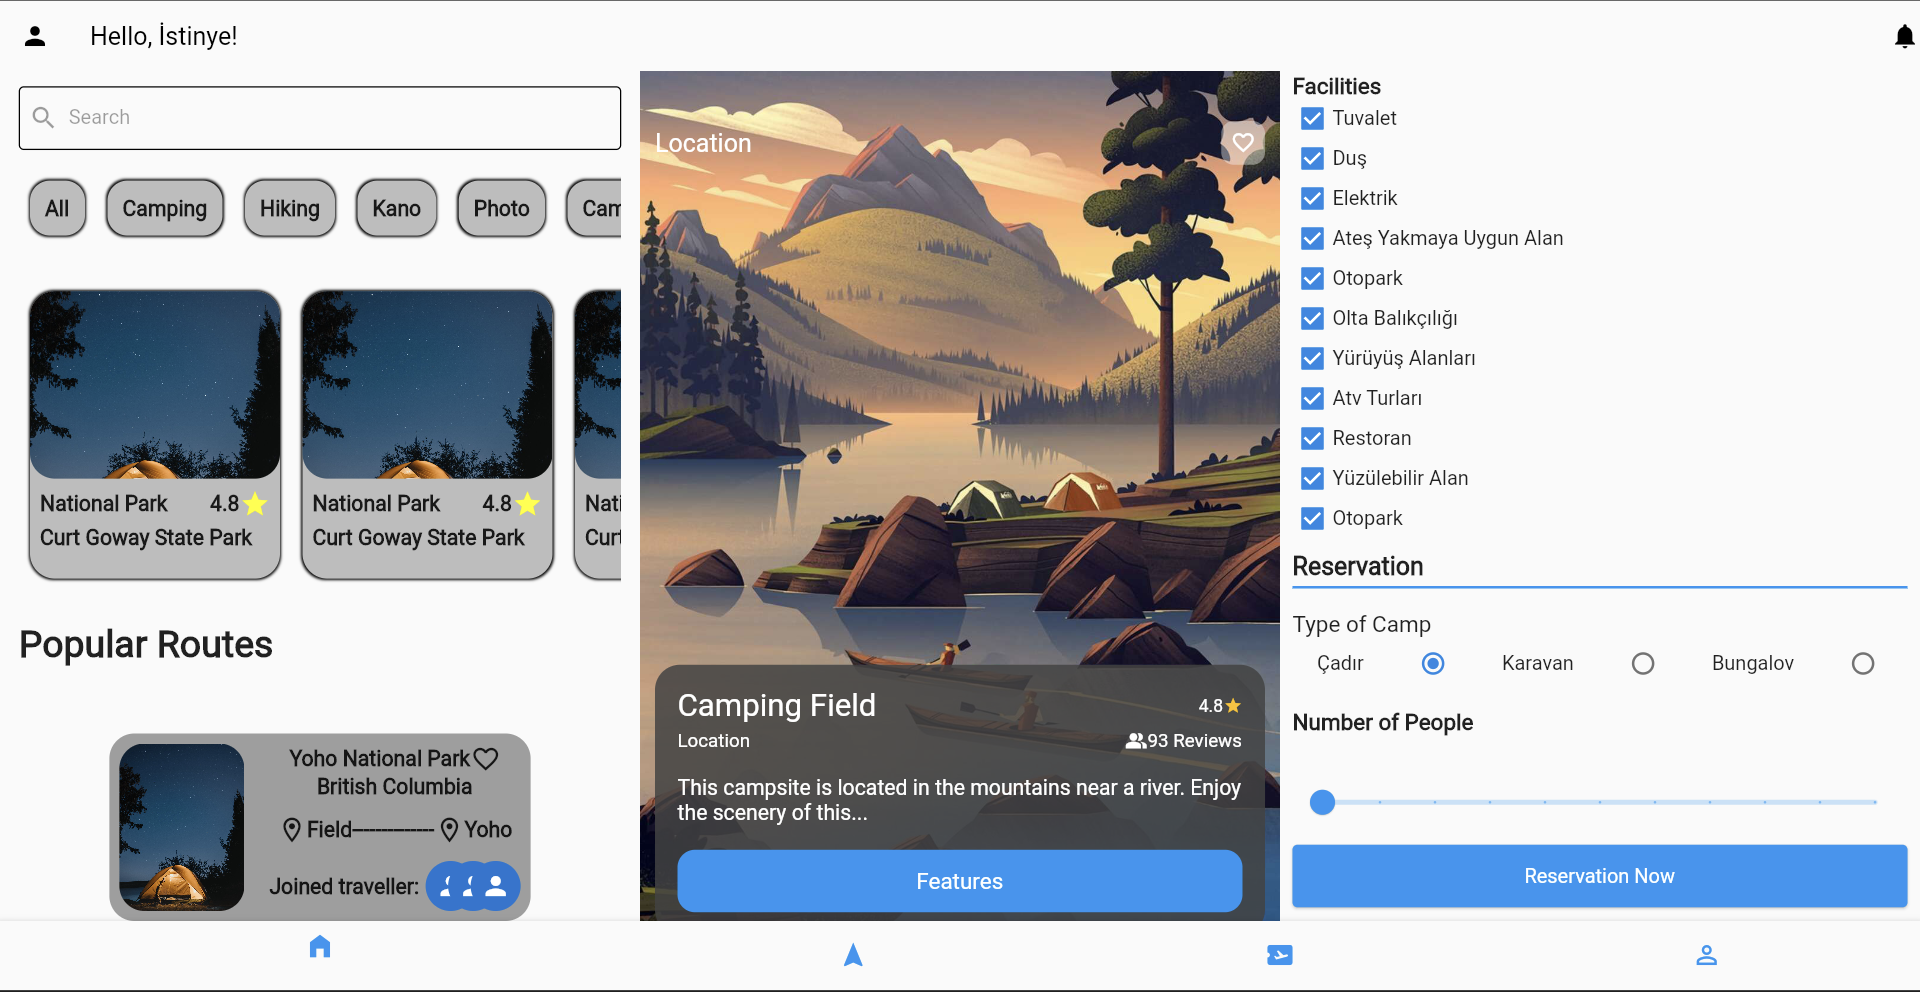 Hello, İstinye!
Search
All
Camping
Hiking
Kano
Photo
Cam
National Park 4.8
Curt Goway State Park
National Park 4.8
Curt Goway State Park
Nati
Curt
Popular Routes
Yoho National Park
British Columbia
Field--------------- Yoho
Joined traveller:
Location
Camping Field 4.8
Location 93 Reviews
This campsite is located in the mountains near a river. Enjoy
the scenery of this...
Features
Facilities
Tuvalet
Duş
Elektrik
Ateş Yakmaya Uygun Alan
Otopark
Olta Balıkçılığı
Yürüyüş Alanları
Atv Turları
Restoran
Yüzülebilir Alan
Otopark
Reservation
Type of Camp
Çadır Karavan Bungalov
Number of People
Reservation Now